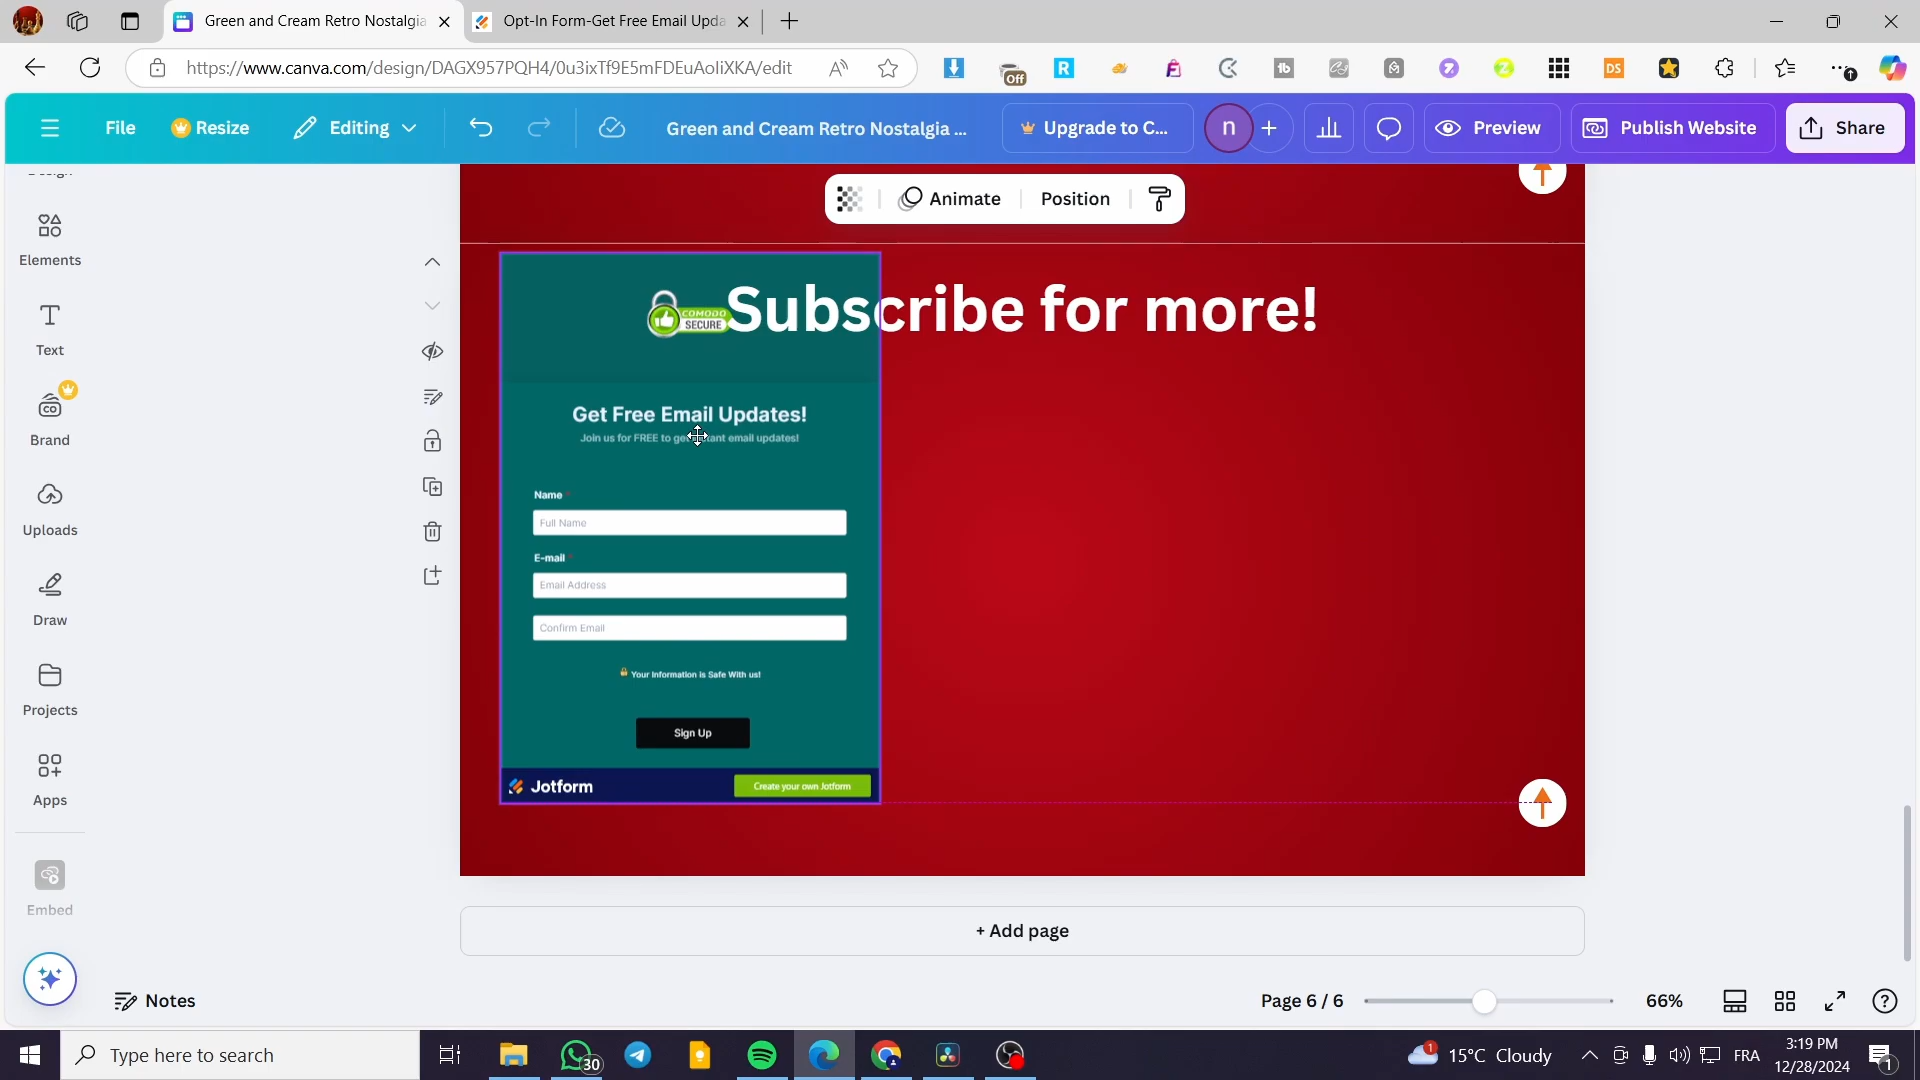 Green and Cream Retro Nostalgia
Opt-In Form-Get Free Email Upda
https://www.canva.com/design/DAGX957PQH4/0u3ixTf9E5mFDEuAoIiXKA/edit
Off
File
Resize
Editing
Green and Cream Retro Nostalgia ...
Upgrade to C...
n
Preview
Publish Website
Share
Animate
Position
Elements
Text
Brand
Uploads
Draw
Projects
Apps
Embed
COMODO
SECURE
Subscribe for more!
Get Free Email Updates!
Name *
Full Name
E-mail *
Email Address
Confirm Email
Your Information is Safe With us!
Sign Up
Jotform
Create your own Jotform
+ Add page
Notes
Page 6 / 6
66%
Type here to search
30
15°C Cloudy
FRA
3:19 PM
12/28/2024
1